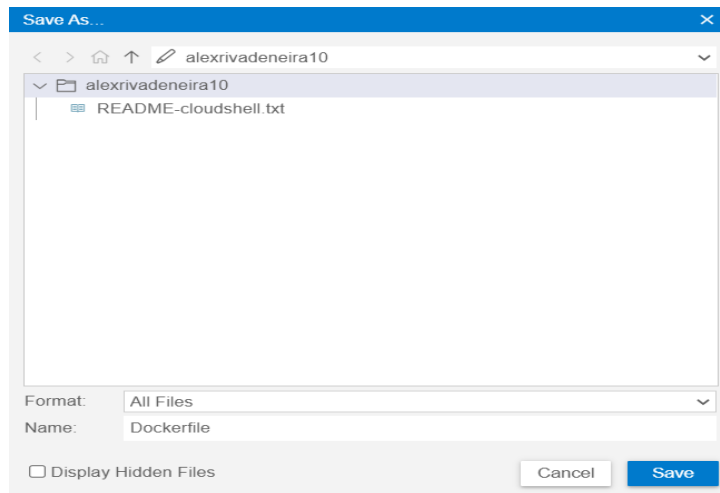 Save As...
alexrivadeneira10
alexrivadeneira10
README-cloudshell.txt
Format: All Files
Name: Dockerfile
Display Hidden Files
Cancel Save